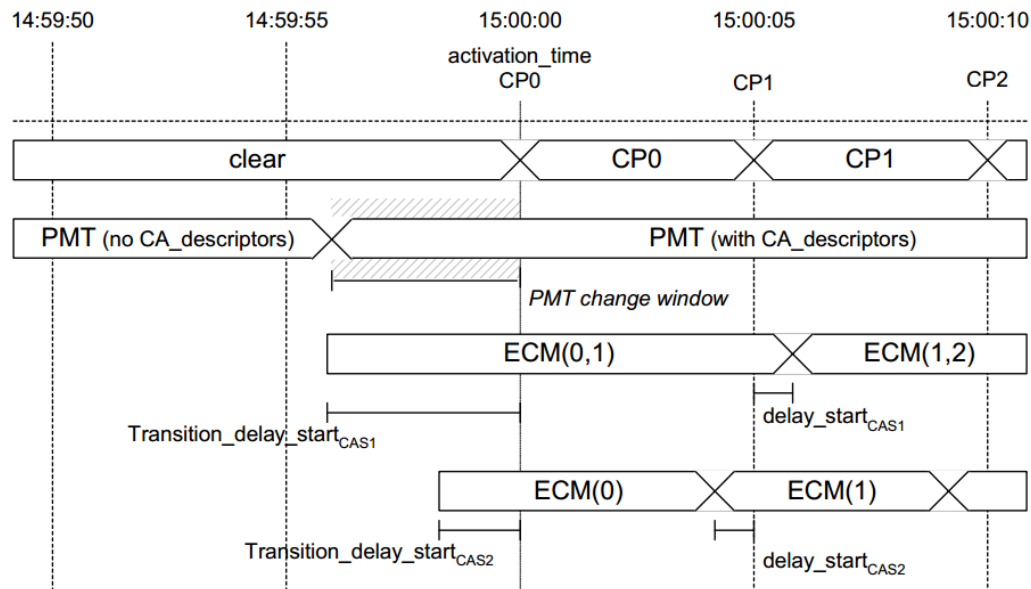 14:59:50 14:59:55 15:00:00 15:00:05 15:00:10
activation_time
CP0 CP1 CP2
clear CP0 CP1
PMT (no CA_descriptors) PMT (with CA_descriptors)
PMT change window
ECM(0,1) ECM(1,2)
Transition_delay_startCAS1 delay_startCAS1
ECM(0) ECM(1)
Transition_delay_startCAS2 delay_startCAS2